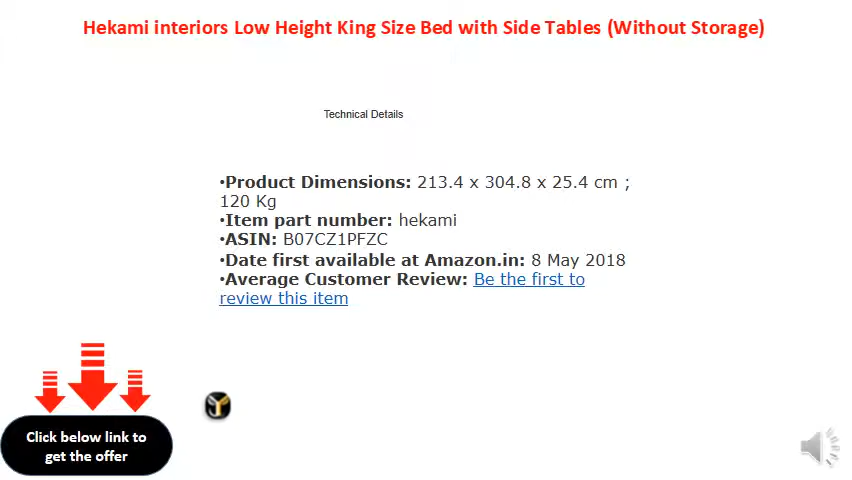 Hekami interiors Low Height King Size Bed with Side Tables (Without Storage)
Technical Details
•Product Dimensions: 213.4 x 304.8 x 25.4 cm ;
120 Kg
•Item part number: hekami
•ASIN: B07CZ1PFZC
•Date first available at Amazon.in: 8 May 2018
•Average Customer Review: Be the first to
review this item
Click below link to
get the offer